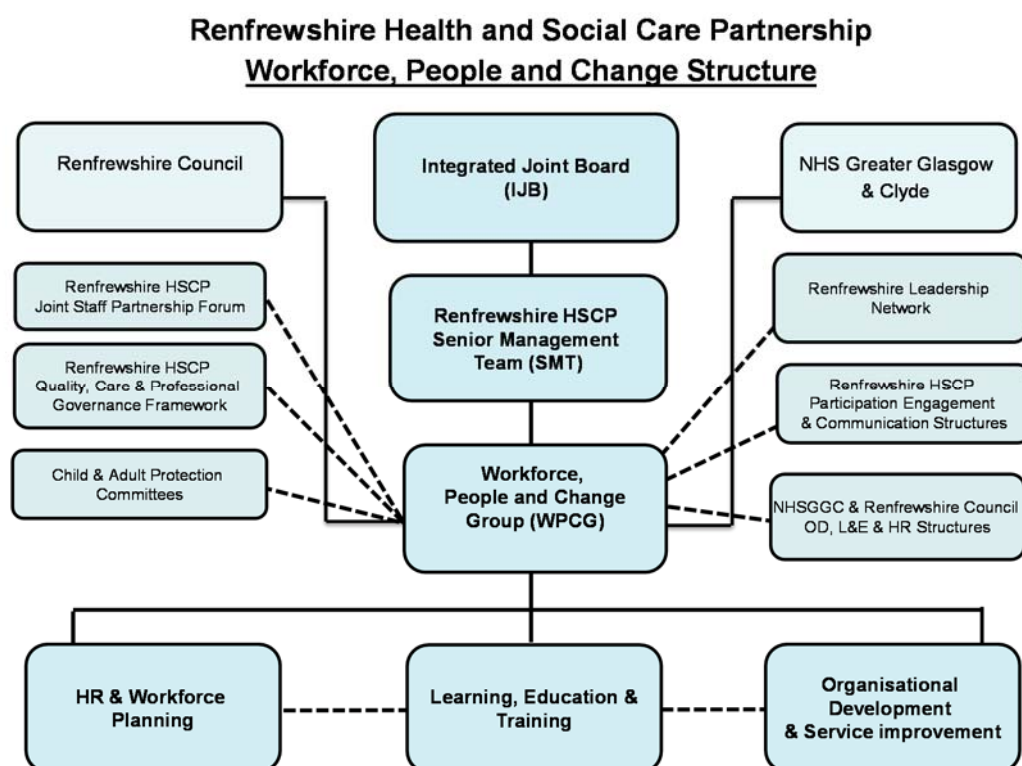 Renfrewshire Health and Social Care Partnership
Workforce, People and Change Structure
Renfrewshire Council
Integrated Joint Board
(IJB)
NHS Greater Glasgow
& Clyde
Renfrewshire HSCP
Joint Staff Partnership Forum
Renfrewshire HSCP
Senior Management
Team (SMT)
Renfrewshire Leadership
Network
Renfrewshire HSCP
Quality, Care & Professional
Governance Framework
Renfrewshire HSCP
Participation Engagement
& Communication Structures
Child & Adult Protection
Committees
Workforce,
People and Change
Group (WPCG)
NHSGGC & Renfrewshire Council
OD, L&E & HR Structures
HR & Workforce
Planning
Learning, Education &
Training
Organisational
Development
& Service improvement